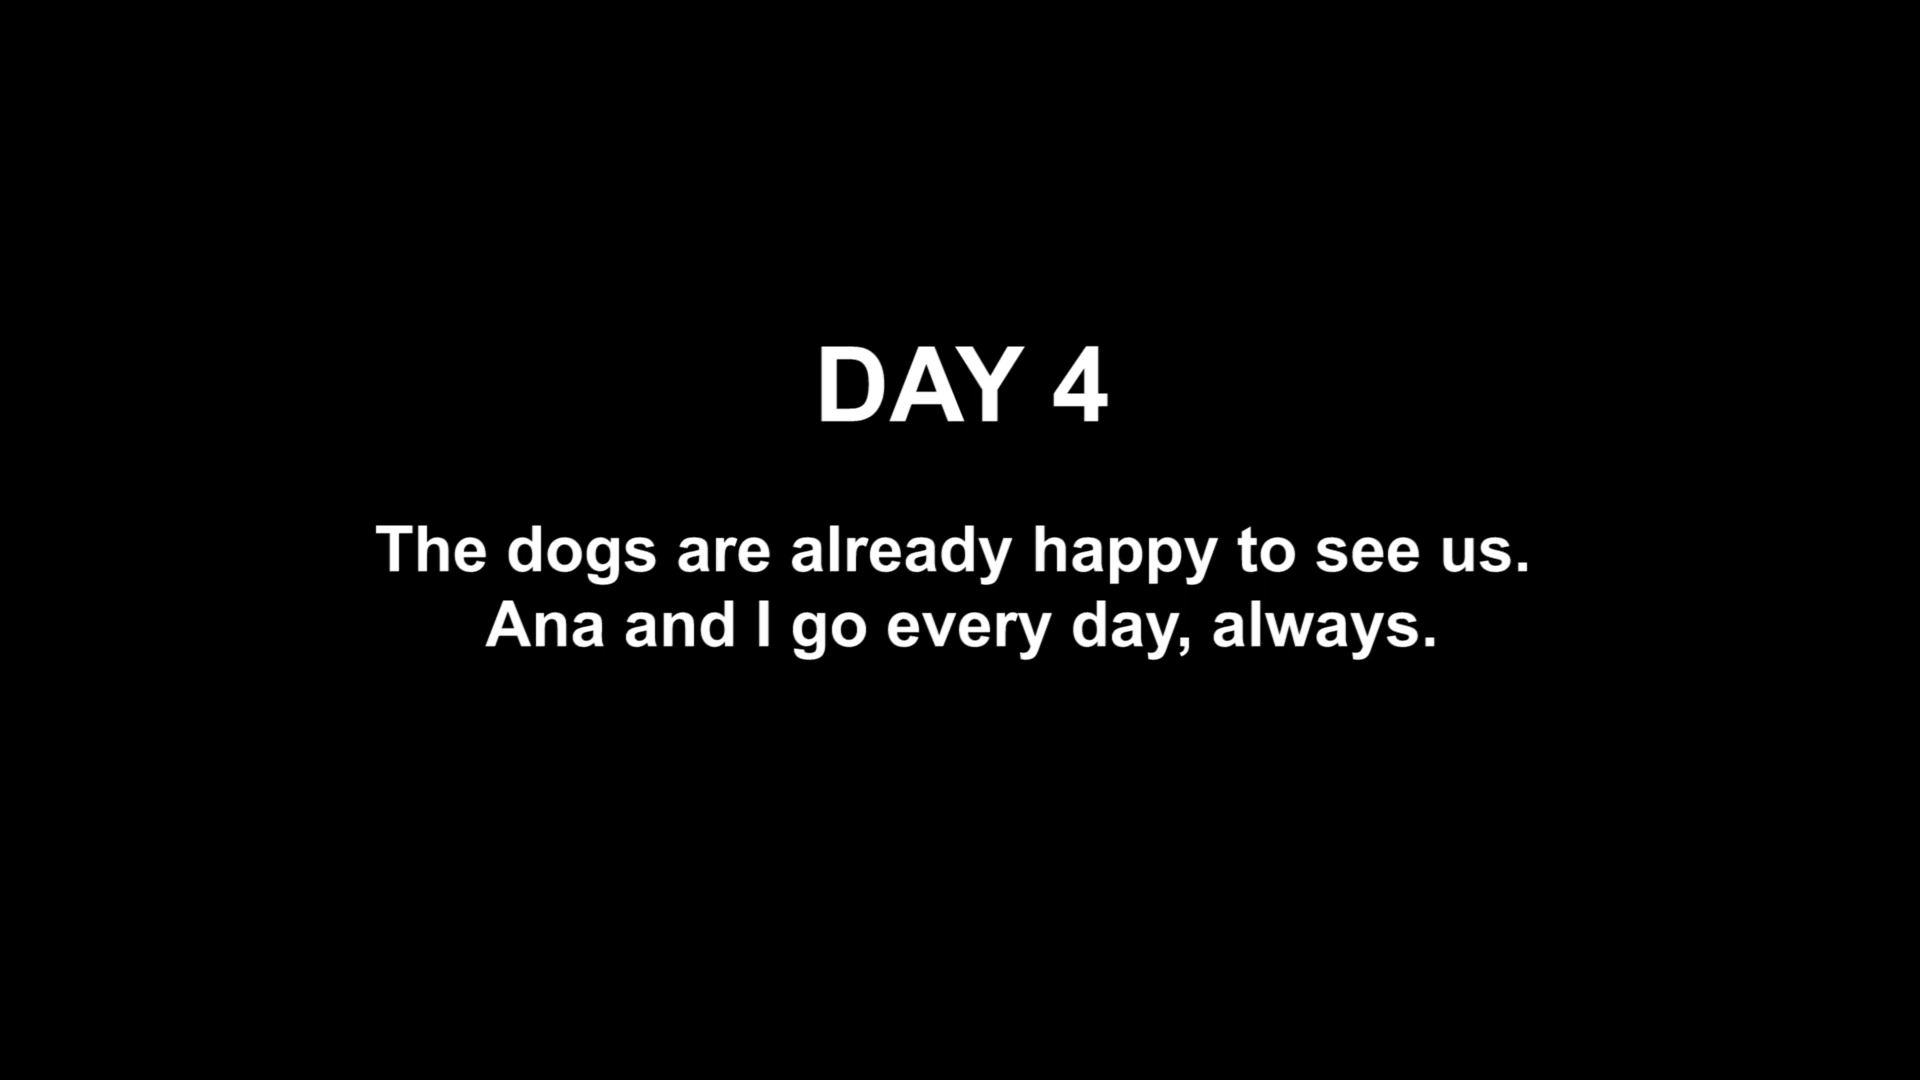 DAY 4
The dogs are already happy to see us.
Ana and I go every day, always.